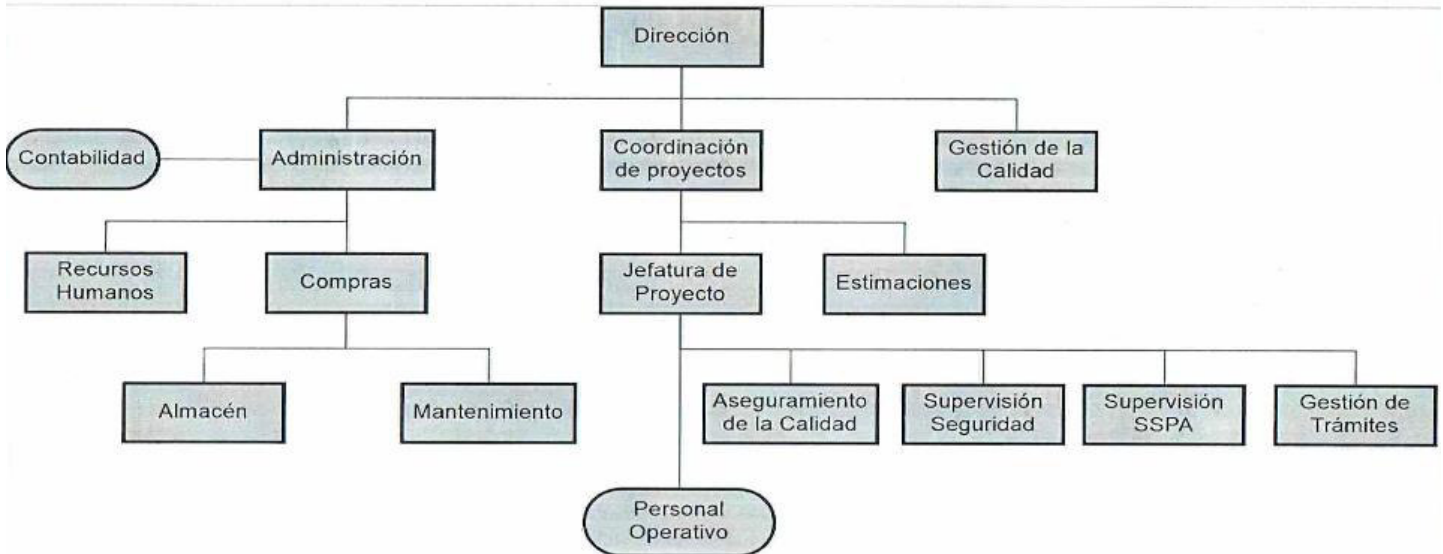 Dirección
Contabilidad
Administración
Coordinación
de proyectos
Gestión de la
Calidad
Recursos
Humanos
Compras
Jefatura de
Proyecto
Estimaciones
Almacén
Mantenimiento
Aseguramiento
de la Calidad
Supervisión
Seguridad
Supervisión
SSPA
Gestión de
Trámites
Personal
Operativo